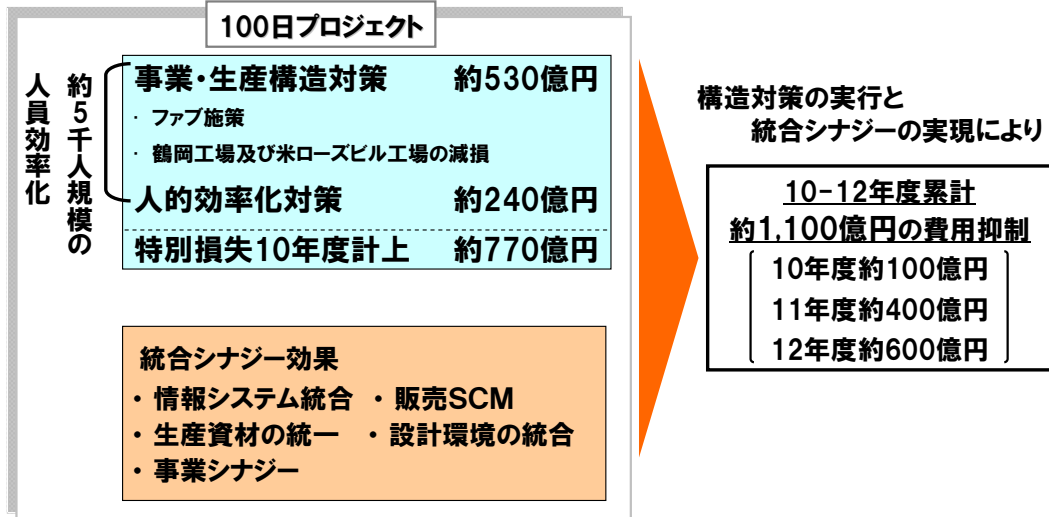 100日プロジェクト
約5千人規模の
人員効率化
事業・生産構造対策 約530億円
・ ファブ施策
・ 鶴岡工場及び米ローズビル工場の減損
人的効率化対策 約240億円
特別損失10年度計上 約770億円
統合シナジー効果
・ 情報システム統合 ・ 販売SCM
・ 生産資材の統一 ・ 設計環境の統合
・ 事業シナジー
構造対策の実行と
統合シナジーの実現により
10-12年度累計
約1,100億円の費用抑制
10年度約100億円
11年度約400億円
12年度約600億円